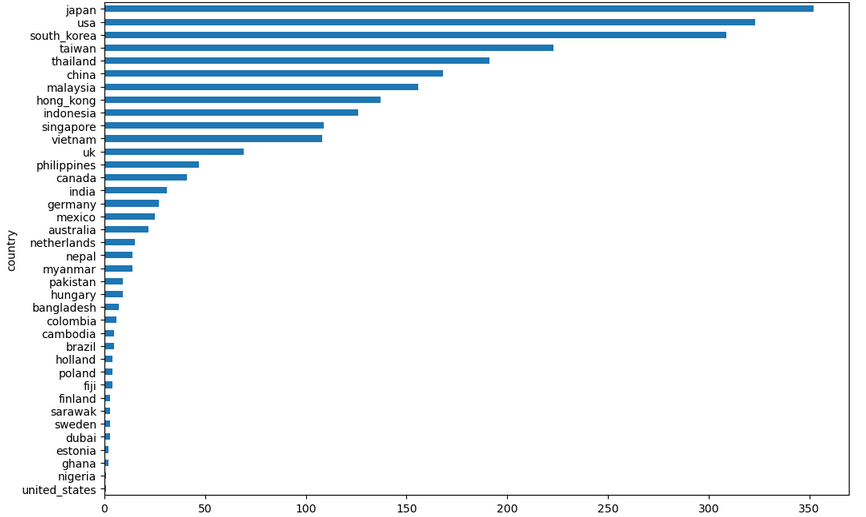 japan
usa
south_korea
taiwan
thailand
china
malaysia
hong_kong
indonesia
singapore
vietnam
uk
philippines
canada
india
germany
mexico
australia
netherlands
nepal
myanmar
pakistan
hungary
bangladesh
colombia
cambodia
brazil
holland
poland
fiji
finland
sarawak
sweden
dubai
estonia
ghana
nigeria
united_states
country
0 50 100 150 200 250 300 350